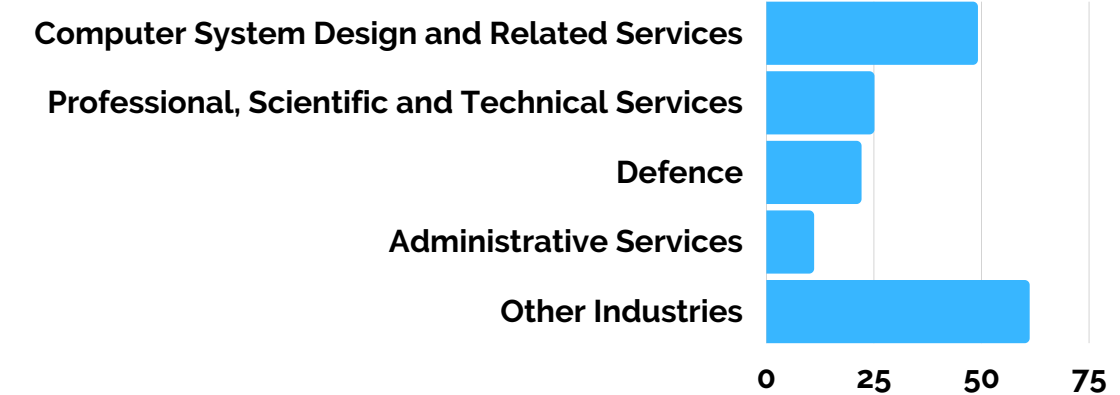 Computer System Design and Related Services
Professional, Scientific and Technical Services
Defence
Administrative Services
Other Industries
0 25 50 75